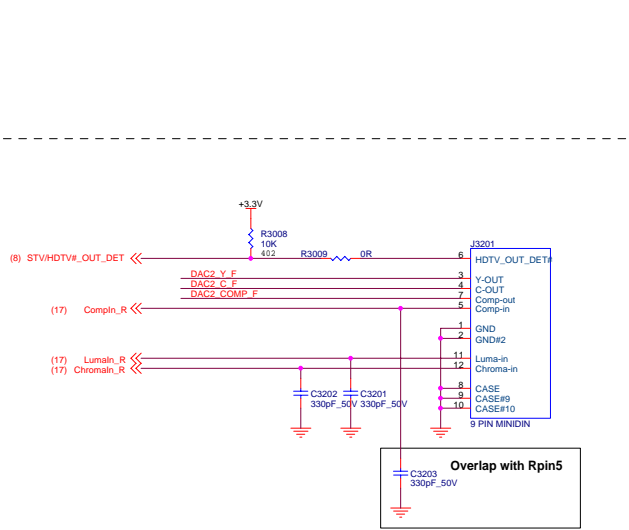 +3.3V
R3008
10K
402
J3201
(8) STV/HDTV#_OUT_DET
R3009
0R
6
HDTV_OUT_DET#
DAC2_Y_F
3
Y-OUT
DAC2_C_F
4
C-OUT
DAC2_COMP_F
7
Comp-out
(17) CompIn_R
5
Comp-in
1
GND
2
GND#2
(17) LumaIn_R
11
Luma-in
(17) ChromaIn_R
12
Chroma-in
8
CASE
9
CASE#9
10
CASE#10
C3202
330pF_50V
C3201
330pF_50V
9 PIN MINIDIN
Overlap with Rpin5
C3203
330pF_50V